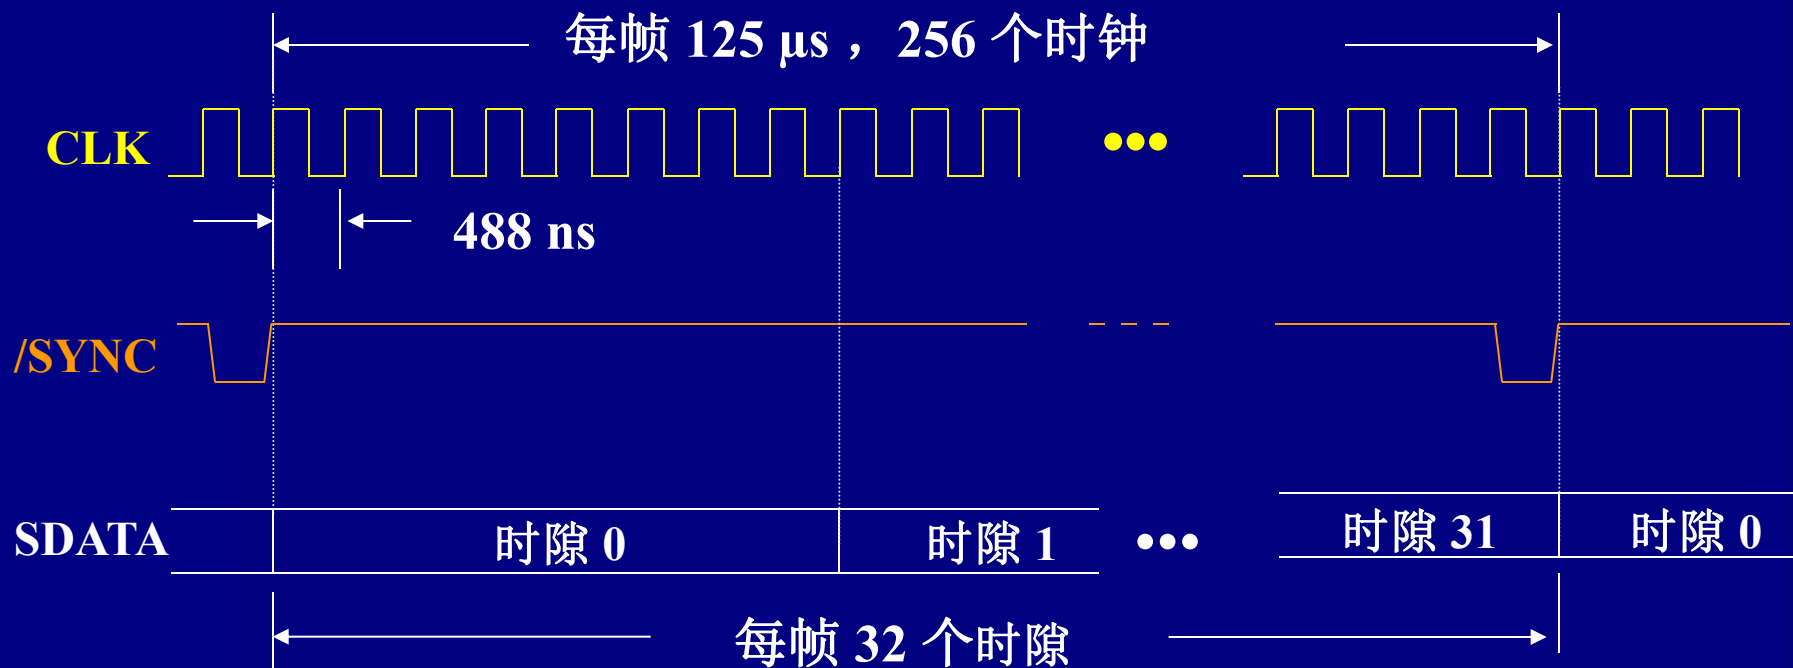 每帧 125 μs ，256 个时钟
CLK
•••
488 ns
/SYNC
SDATA
时隙 0
时隙 1
•••
时隙 31
时隙 0
每帧 32 个时隙